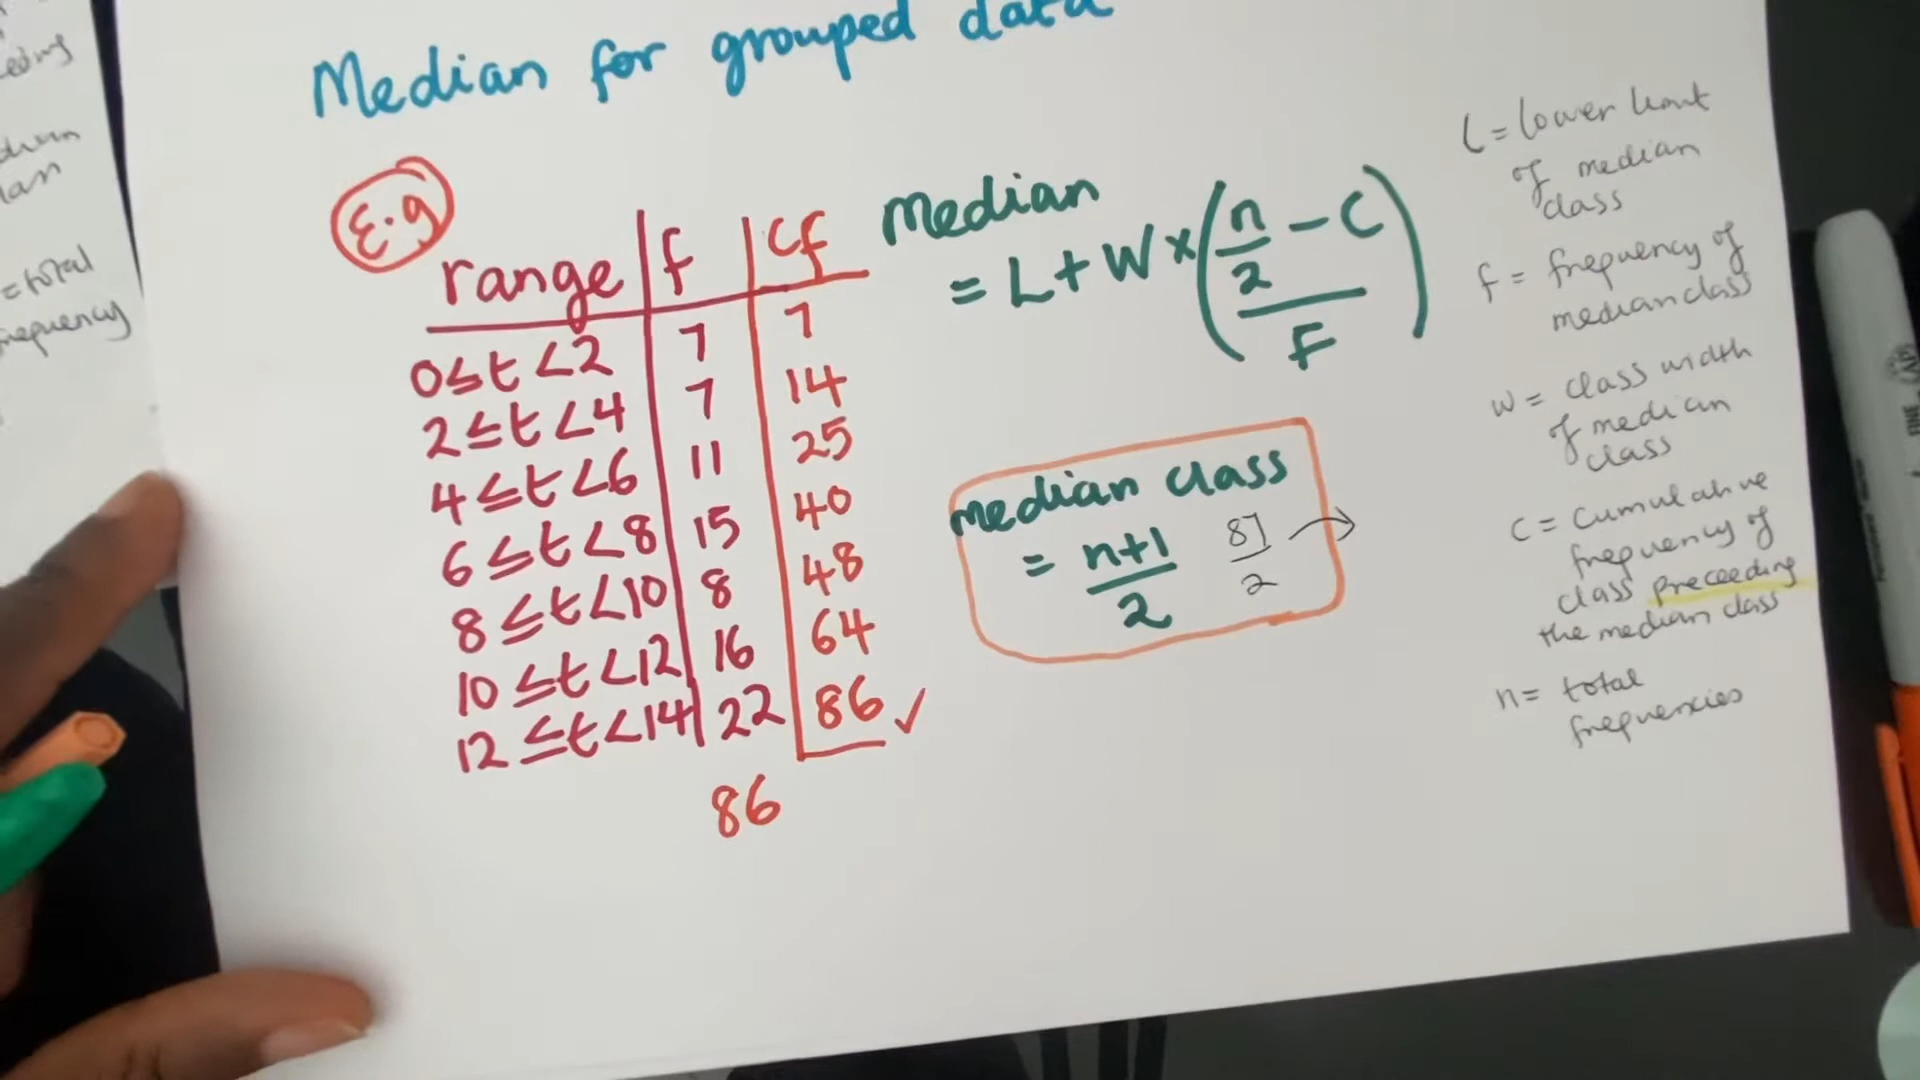 Median for grouped data
E.g
range f cf
0≤t<2 7 7
2≤t<4 7 14
4≤t<6 11 25
6≤t<8 15 40
8≤t<10 8 48
10≤t<12 16 64
12≤t<14 22 86 ✓
86
Median
= L + W × (n/2 - C / F)
median class
= n+1/2 87/2 →
L = lower limit
of median
class
f = frequency of
median class
w = class width
of median
class
c = cumulative
frequency of
class preceeding
the median class
n = total
frequencies
= total